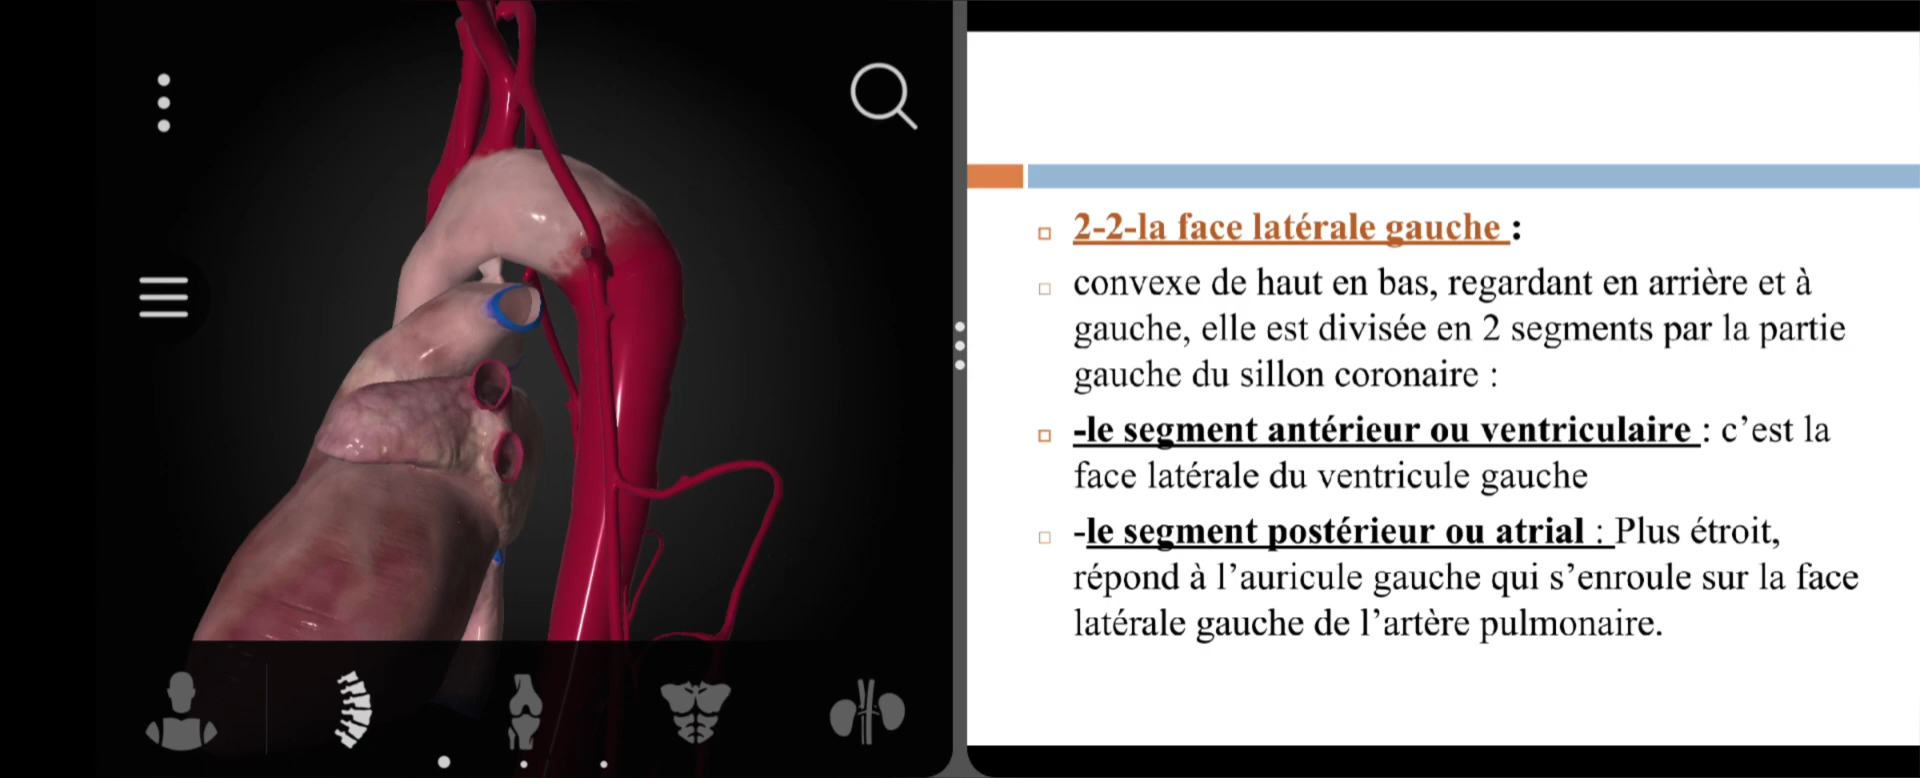 2-2-la face latérale gauche :
convexe de haut en bas, regardant en arrière et à
gauche, elle est divisée en 2 segments par la partie
gauche du sillon coronaire :
-le segment antérieur ou ventriculaire : c’est la
face latérale du ventricule gauche
-le segment postérieur ou atrial : Plus étroit,
répond à l’auricule gauche qui s’enroule sur la face
latérale gauche de l’artère pulmonaire.